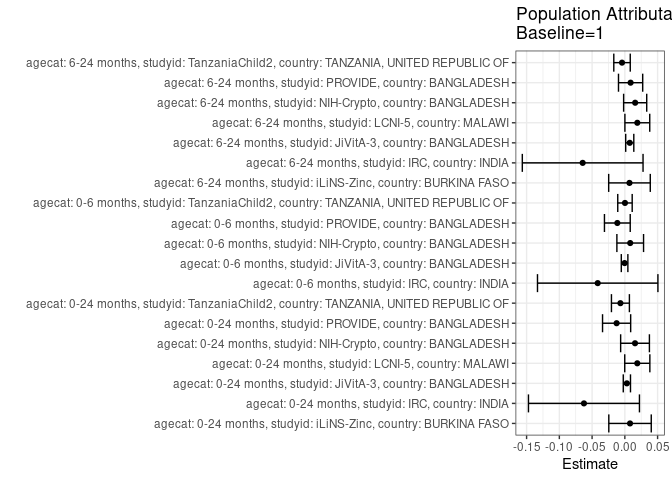 Population Attributa
Baseline=1
agecat: 6-24 months, studyid: TanzaniaChild2, country: TANZANIA, UNITED REPUBLIC OF
agecat: 6-24 months, studyid: PROVIDE, country: BANGLADESH
agecat: 6-24 months, studyid: NIH-Crypto, country: BANGLADESH
agecat: 6-24 months, studyid: LCNI-5, country: MALAWI
agecat: 6-24 months, studyid: JiVitA-3, country: BANGLADESH
agecat: 6-24 months, studyid: IRC, country: INDIA
agecat: 6-24 months, studyid: iLiNS-Zinc, country: BURKINA FASO
agecat: 0-6 months, studyid: TanzaniaChild2, country: TANZANIA, UNITED REPUBLIC OF
agecat: 0-6 months, studyid: PROVIDE, country: BANGLADESH
agecat: 0-6 months, studyid: NIH-Crypto, country: BANGLADESH
agecat: 0-6 months, studyid: JiVitA-3, country: BANGLADESH
agecat: 0-6 months, studyid: IRC, country: INDIA
agecat: 0-24 months, studyid: TanzaniaChild2, country: TANZANIA, UNITED REPUBLIC OF
agecat: 0-24 months, studyid: PROVIDE, country: BANGLADESH
agecat: 0-24 months, studyid: NIH-Crypto, country: BANGLADESH
agecat: 0-24 months, studyid: LCNI-5, country: MALAWI
agecat: 0-24 months, studyid: JiVitA-3, country: BANGLADESH
agecat: 0-24 months, studyid: IRC, country: INDIA
agecat: 0-24 months, studyid: iLiNS-Zinc, country: BURKINA FASO
-0.15 -0.10 -0.05 0.00 0.05
Estimate